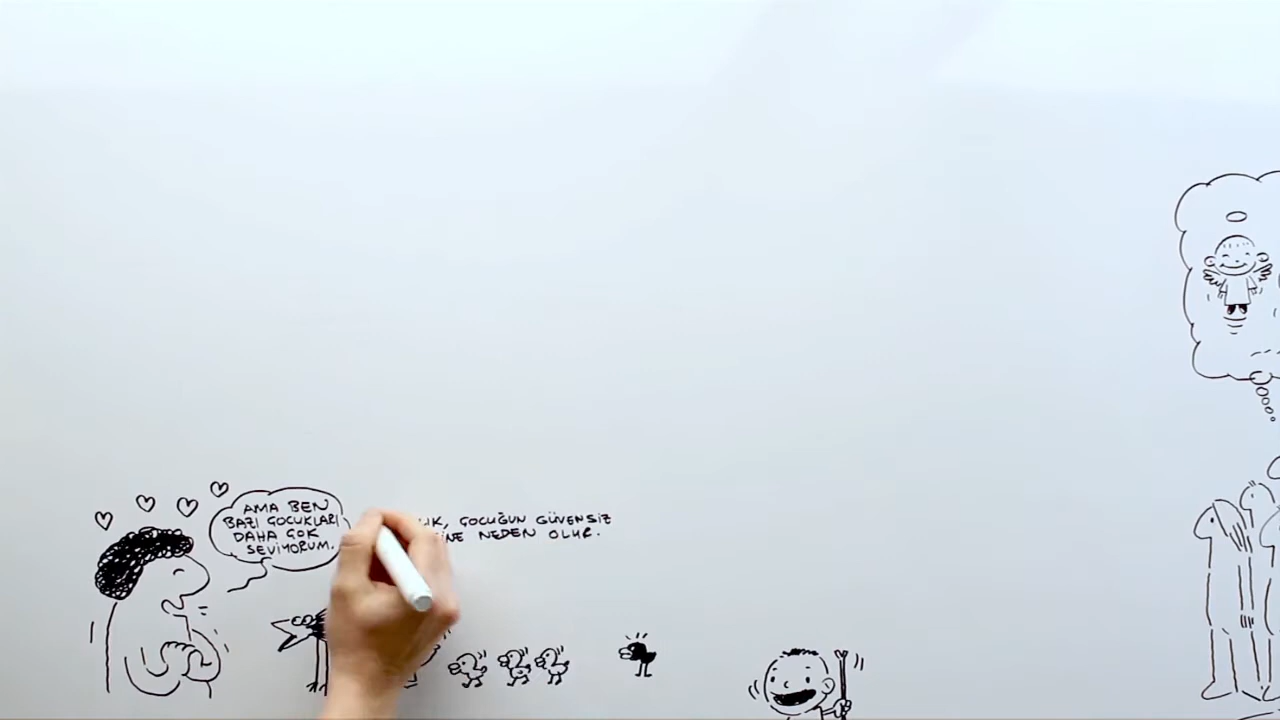 AMA BEN
BAZI ÇOCUKLARI
DAHA ÇOK
SEVİYORUM.
ÇOCUĞUN GÜVENSİZ
NEDEN OLUR.